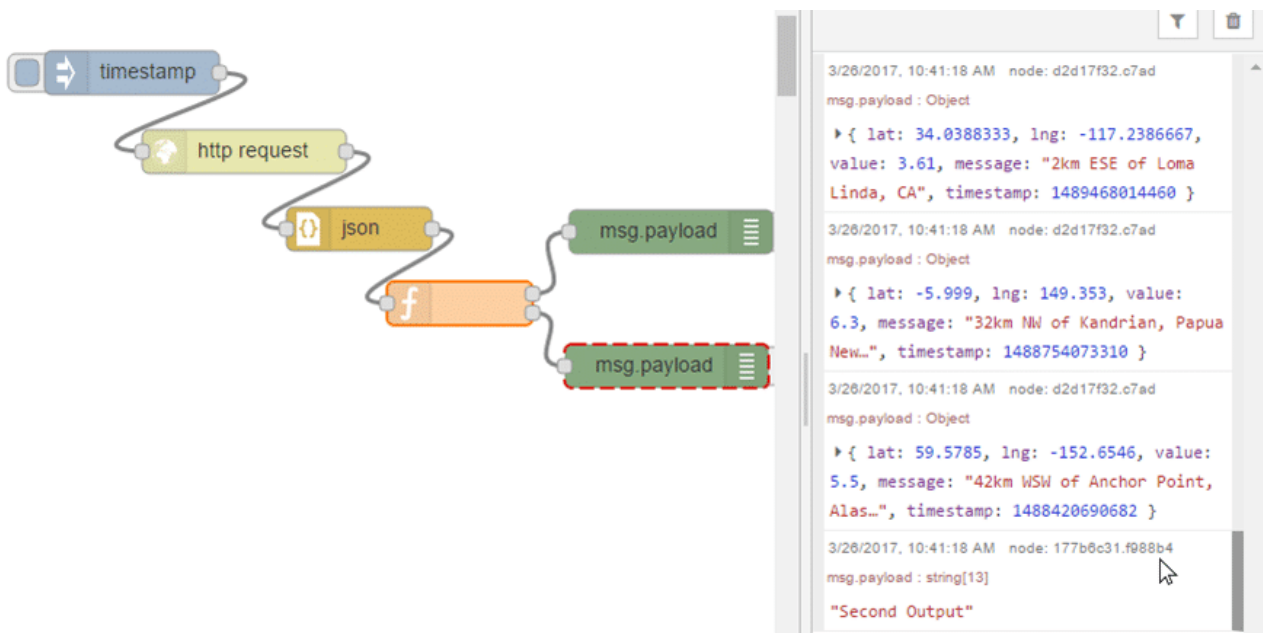 timestamp
http request
json
msg.payload
msg.payload
3/26/2017, 10:41:18 AM node: d2d17f32.c7ad
msg.payload : Object
{ lat: 34.0388333, lng: -117.2386667,
value: 3.61, message: "2km ESE of Loma
Linda, CA", timestamp: 1489468014460 }
3/26/2017, 10:41:18 AM node: d2d17f32.c7ad
msg.payload : Object
{ lat: -5.999, lng: 149.353, value:
6.3, message: "32km NW of Kandrian, Papua
New…", timestamp: 1488754073310 }
3/26/2017, 10:41:18 AM node: d2d17f32.c7ad
msg.payload : Object
{ lat: 59.5785, lng: -152.6546, value:
5.5, message: "42km WSW of Anchor Point,
Alas…", timestamp: 1488420690682 }
3/26/2017, 10:41:18 AM node: 177b6c31.f988b4
msg.payload : string[13]
"Second Output"